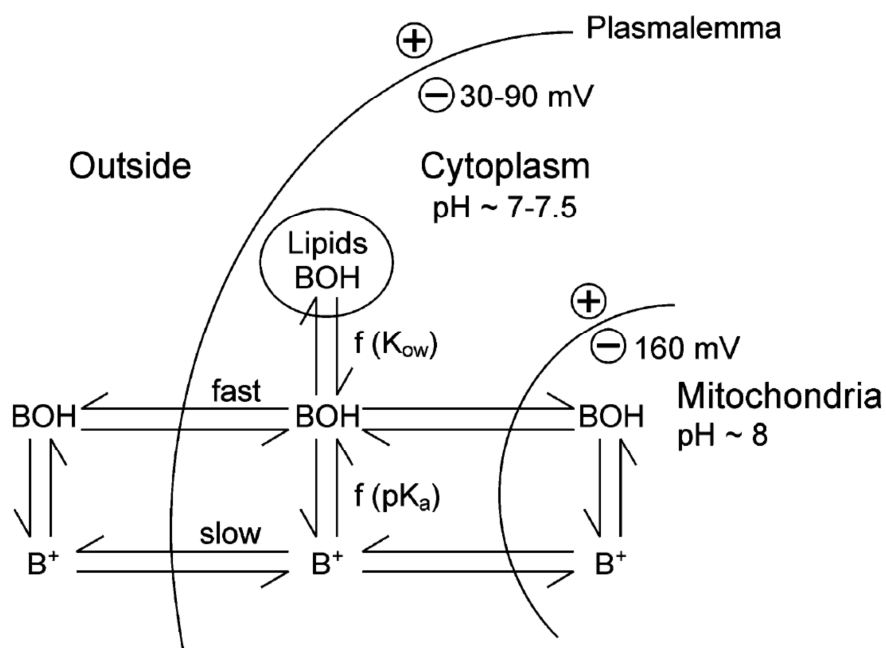 ⊕
Plasmalemma
⊖ 30-90 mV
Outside
Cytoplasm
pH ~ 7-7.5
Lipids
BOH
⊕
f (Kow)
⊖ 160 mV
Mitochondria
pH ~ 8
fast
BOH
BOH
BOH
f (pKa)
slow
B⁺
B⁺
B⁺